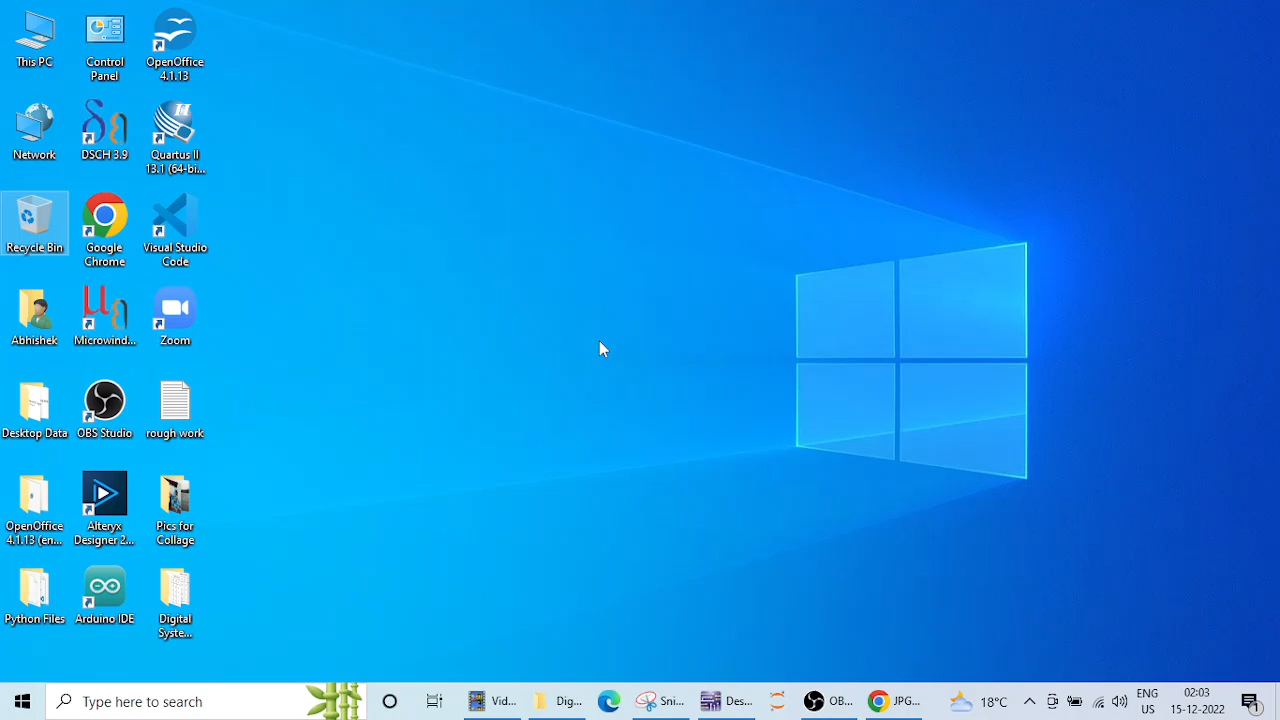 This PC
Control
Panel
OpenOffice
4.1.13
Network
DSCH 3.9
Quartus II
13.1 (64-bi...
Recycle Bin
Google
Chrome
Visual Studio
Code
Abhishek
Microwind...
Zoom
Desktop Data
OBS Studio
rough work
OpenOffice
4.1.13 (en...
Alteryx
Designer 2...
Pics for
Collage
Python Files
Arduino IDE
Digital
Syste...
Type here to search
Vid...
Dig...
Sni...
Des...
OB...
JPG...
18°C
ENG
US
02:03
15-12-2022
1